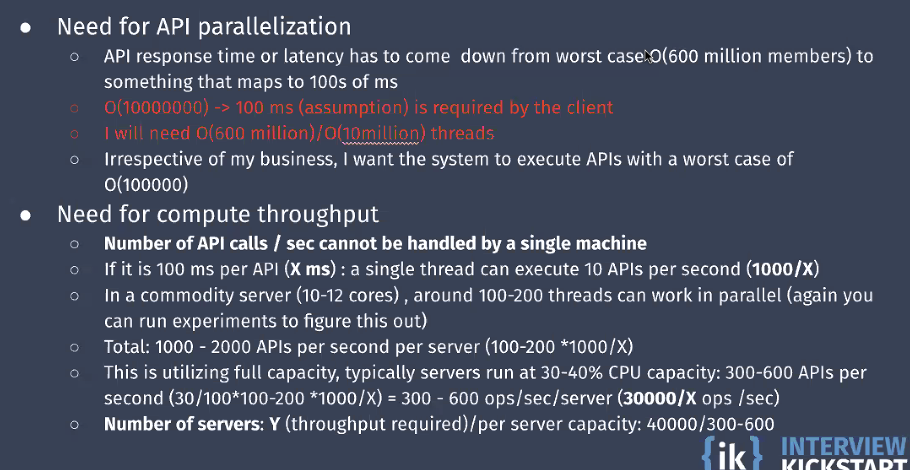 ● Need for API parallelization
○ API response time or latency has to come  down from worst case O(600 million members) to
something that maps to 100s of ms
○ O(10000000) -> 100 ms (assumption) is required by the client
○ I will need O(600 million)/O(10million) threads
○ Irrespective of my business, I want the system to execute APIs with a worst case of
O(100000)
● Need for compute throughput
○ Number of API calls / sec cannot be handled by a single machine
○ If it is 100 ms per API (X ms) : a single thread can execute 10 APIs per second (1000/X)
○ In a commodity server (10-12 cores) , around 100-200 threads can work in parallel (again you
can run experiments to figure this out)
○ Total: 1000 - 2000 APIs per second per server (100-200 *1000/X)
○ This is utilizing full capacity, typically servers run at 30-40% CPU capacity: 300-600 APIs per
second (30/100*100-200 *1000/X) = 300 - 600 ops/sec/server (30000/X ops /sec)
○ Number of servers: Y (throughput required)/per server capacity: 40000/300-600
{ik} INTERVIEW
KICKSTART